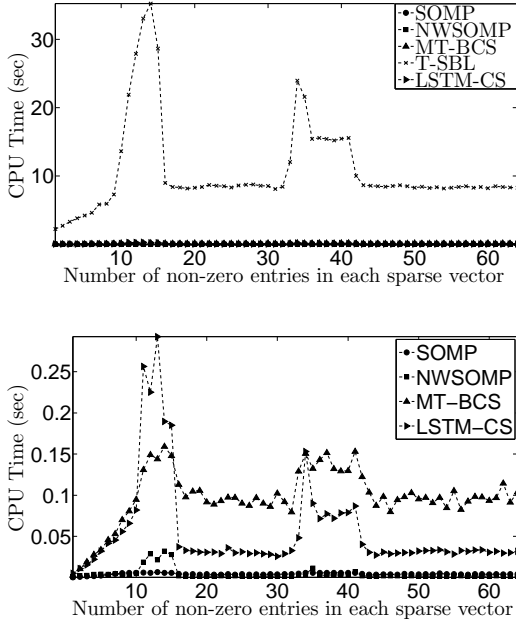 SOMP
NWSOMP
MT-BCS
T-SBL
LSTM-CS
30
20
10
CPU Time (sec)
10 20 30 40 50 60
Number of non-zero entries in each sparse vector
SOMP
NWSOMP
MT−BCS
LSTM−CS
0.25
0.2
0.15
0.1
0.05
CPU Time (sec)
10 20 30 40 50 60
Number of non-zero entries in each sparse vector